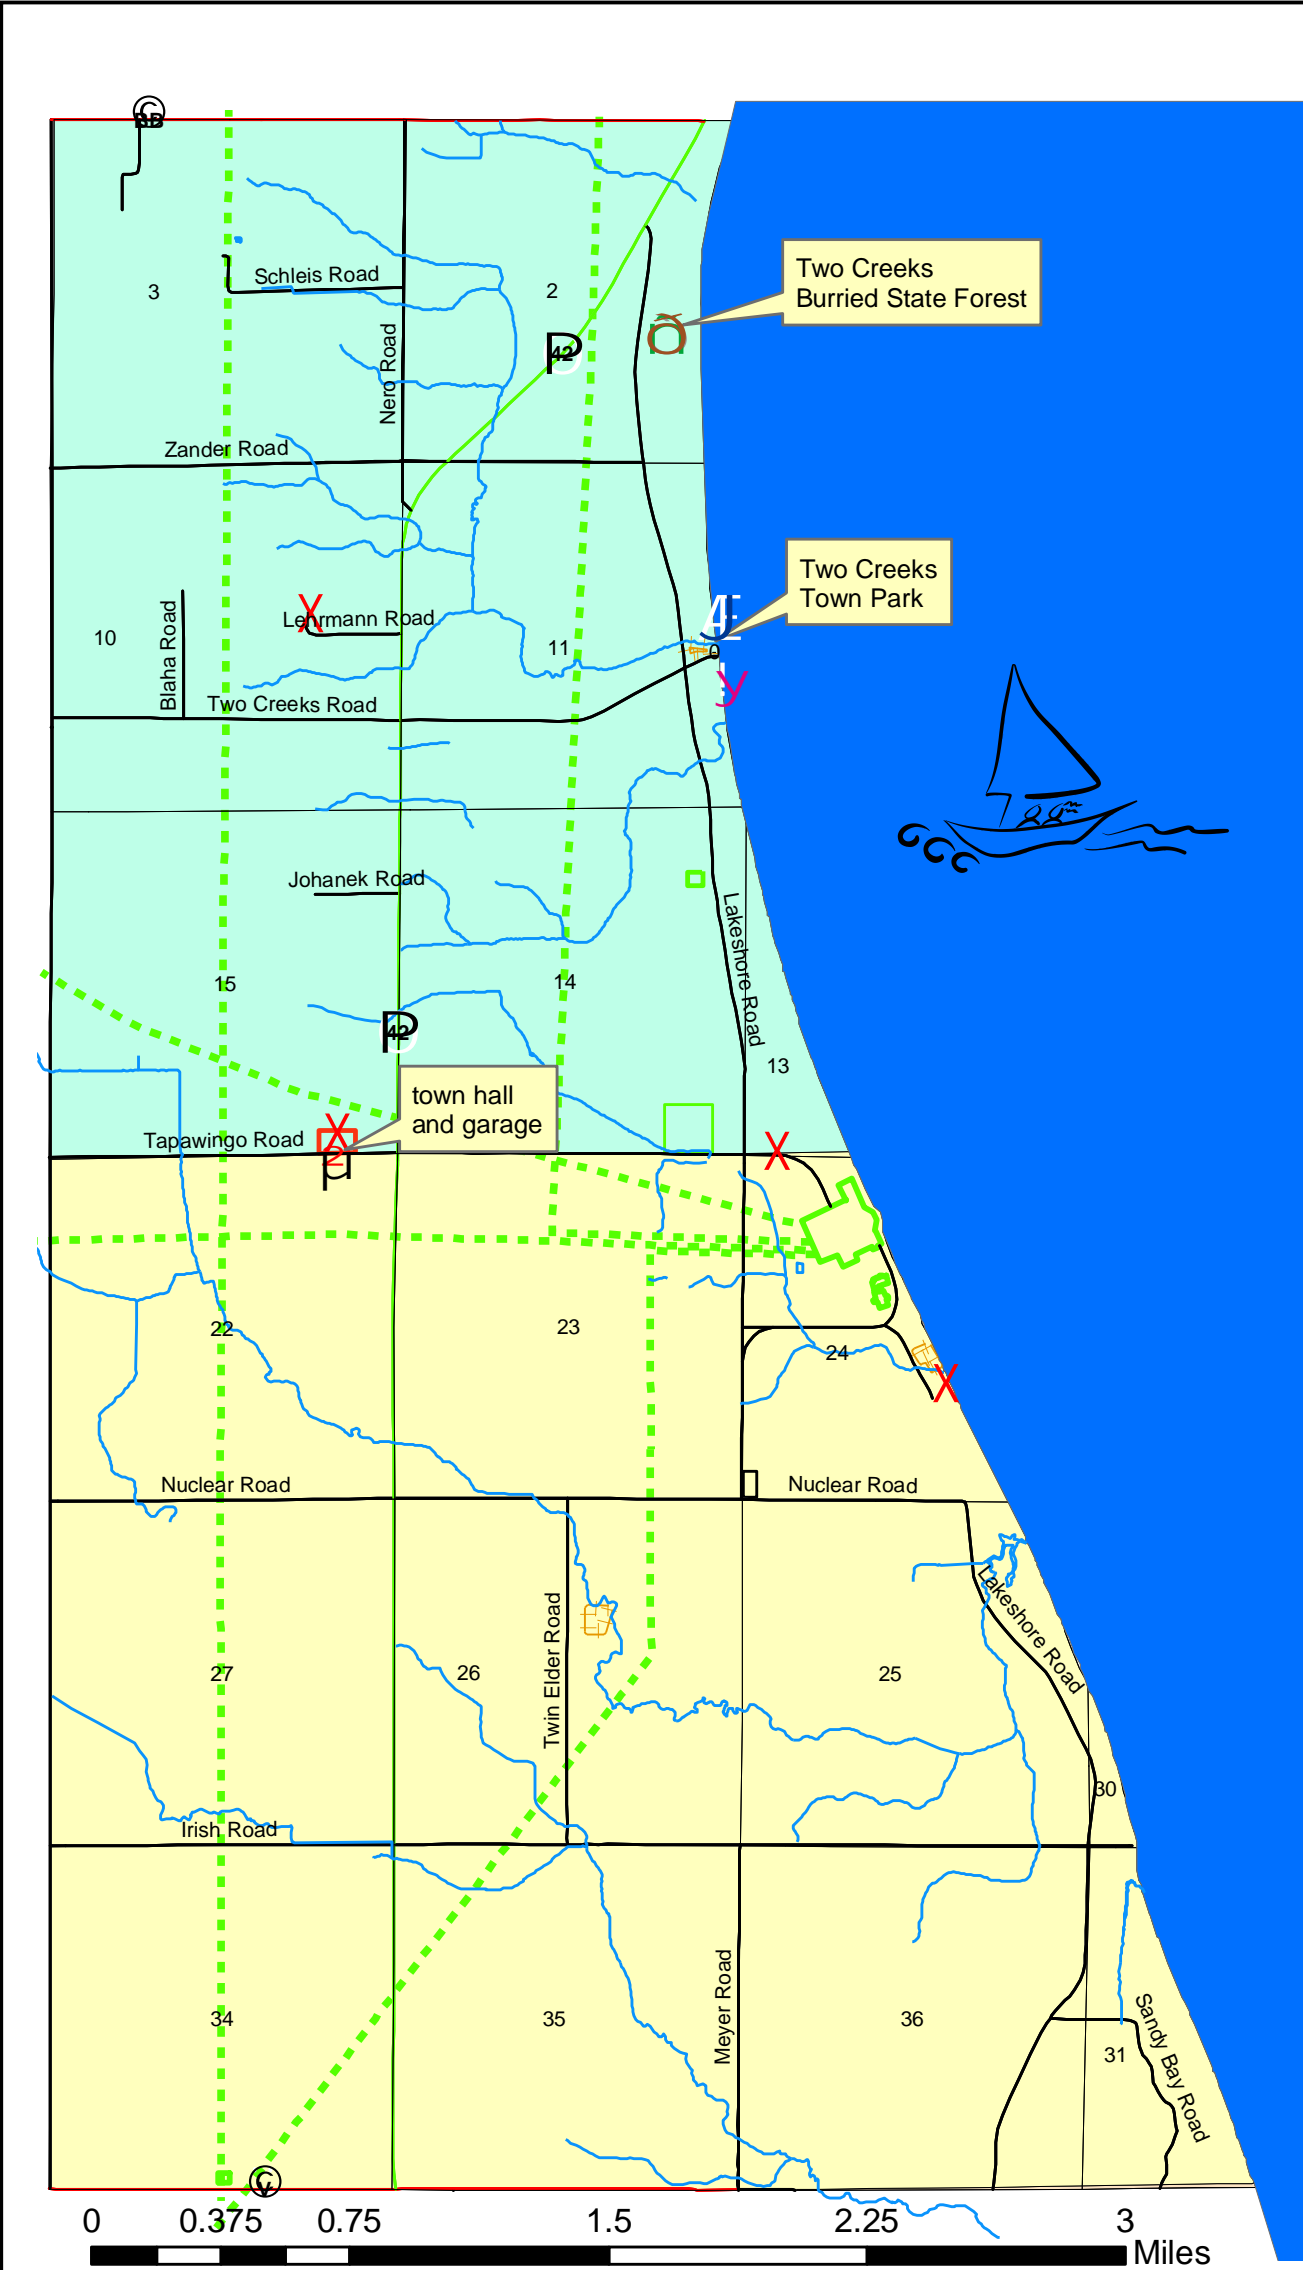 C
BB
Two Creeks
Burried State Forest
Schleis Road
3
2
Nero Road
P
42
Zander Road
Two Creeks
Town Park
X
Lehrmann Road
10
Blaha Road
11
0
y
Two Creeks Road
Johanek Road
Lakeshore Road
15
14
P
42
13
town hall
and garage
X
Tapawingo Road
2
µ
X
22
23
24
X
Nuclear Road
Nuclear Road
Lakeshore Road
Twin Elder Road
27
26
25
30
Irish Road
Meyer Road
34
35
36
Sandy Bay Road
31
C
V
0 0.375 0.75 1.5 2.25 3
Miles